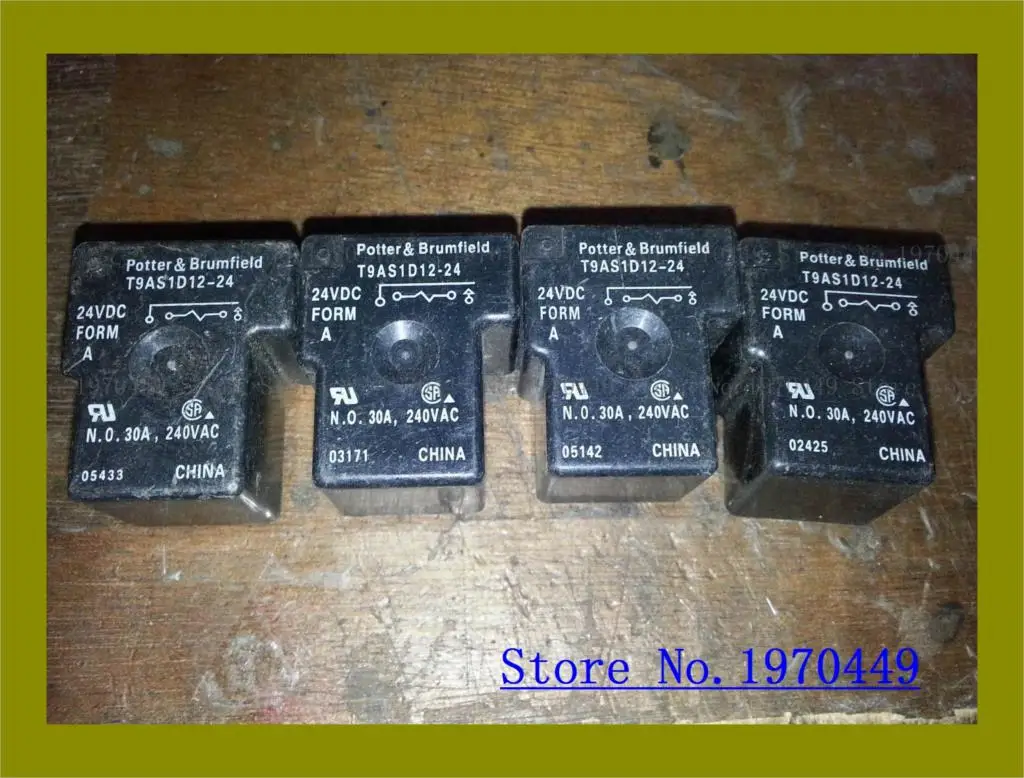 Potter & Brumfield
T9AS1D12-24
24VDC
FORM
A
N.O. 30A, 240VAC
05433 CHINA
Potter & Brumfield
T9AS1D12-24
24VDC
FORM
A
N.O. 30A, 240VAC
03171 CHINA
Potter & Brumfield
T9AS1D12-24
24VDC
FORM
A
N.O. 30A, 240VAC
05142 CHINA
Potter & Brumfield
T9AS1D12-24
24VDC
FORM
A
N.O. 30A, 240VAC
02425 CHINA
Store No.1970449